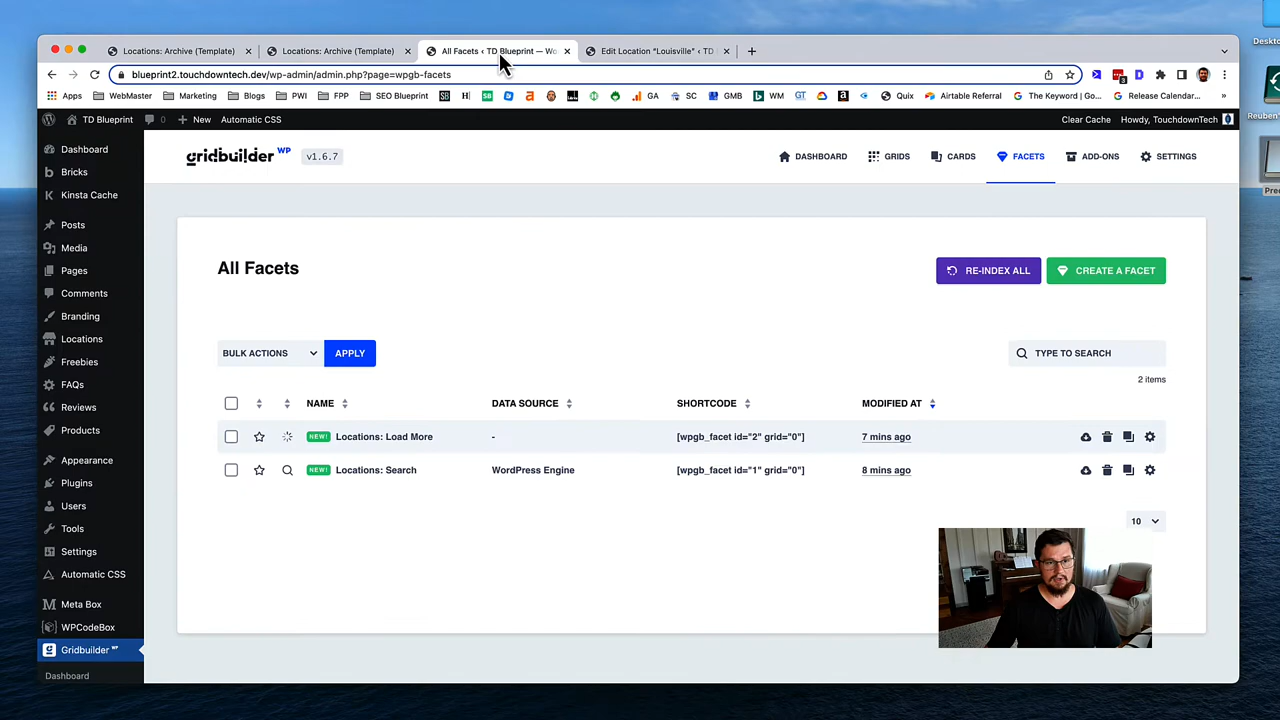 Locations: Archive (Template)
Locations: Archive (Template)
All Facets ‹ TD Blueprint — Wo
Edit Location "Louisville" ‹ TD
blueprint2.touchdowntech.dev/wp-admin/admin.php?page=wpgb-facets
Apps WebMaster Marketing Blogs PWI FPP SEO Blueprint GA SC GMB WM Quix Airtable Referral The Keyword | Go... Release Calendar... »
TD Blueprint 0 New Automatic CSS Clear Cache Howdy, TouchdownTech
Dashboard
Bricks
Kinsta Cache
Posts
Media
Pages
Comments
Branding
Locations
Freebies
FAQs
Reviews
Products
Appearance
Plugins
Users
Tools
Settings
Automatic CSS
Meta Box
WPCodeBox
Gridbuilder WP
Dashboard
gridbuilder WP v1.6.7
DASHBOARD GRIDS CARDS FACETS ADD-ONS SETTINGS
All Facets
RE-INDEX ALL CREATE A FACET
BULK ACTIONS APPLY TYPE TO SEARCH
2 items
NAME DATA SOURCE SHORTCODE MODIFIED AT
NEW! Locations: Load More - [wpgb_facet id="2" grid="0"] 7 mins ago
NEW! Locations: Search WordPress Engine [wpgb_facet id="1" grid="0"] 8 mins ago
10
Deskto
Reuben'